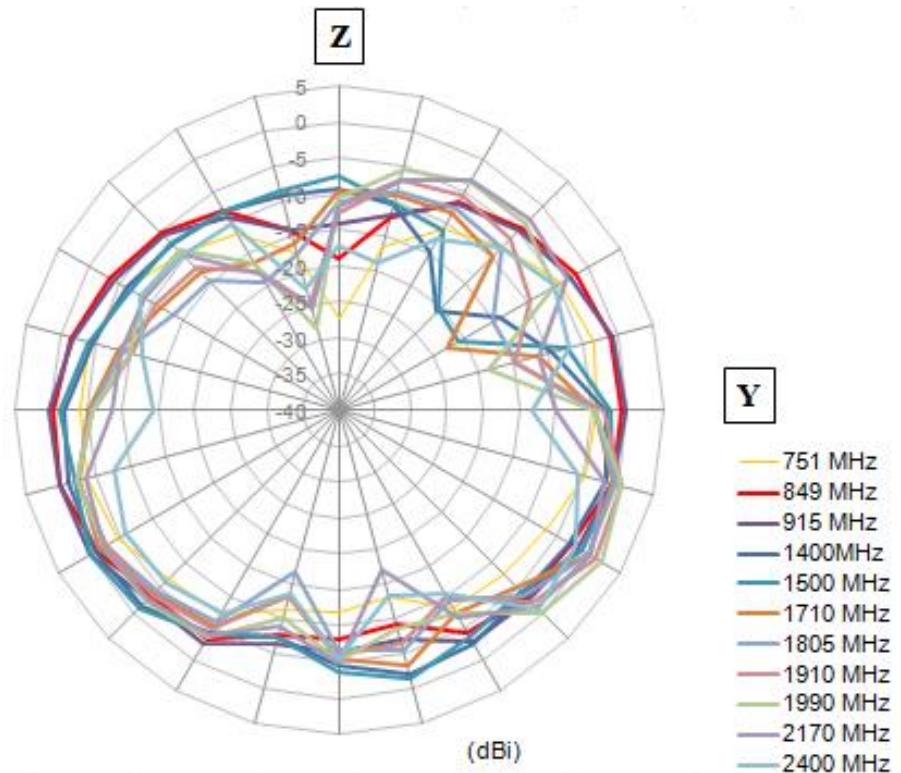 Z
5
0
-5
-10
-15
-20
-25
-30
-35
-40
Y
751 MHz
849 MHz
915 MHz
1400MHz
1500 MHz
1710 MHz
1805 MHz
1910 MHz
1990 MHz
2170 MHz
2400 MHz
(dBi)